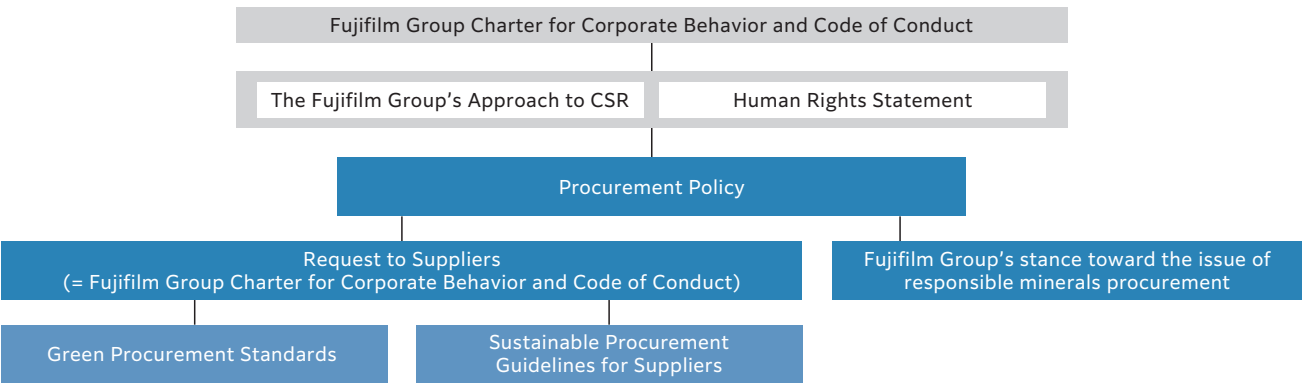 Fujifilm Group Charter for Corporate Behavior and Code of Conduct
The Fujifilm Group's Approach to CSR
Human Rights Statement
Procurement Policy
Request to Suppliers
(= Fujifilm Group Charter for Corporate Behavior and Code of Conduct)
Fujifilm Group's stance toward the issue of
responsible minerals procurement
Green Procurement Standards
Sustainable Procurement
Guidelines for Suppliers